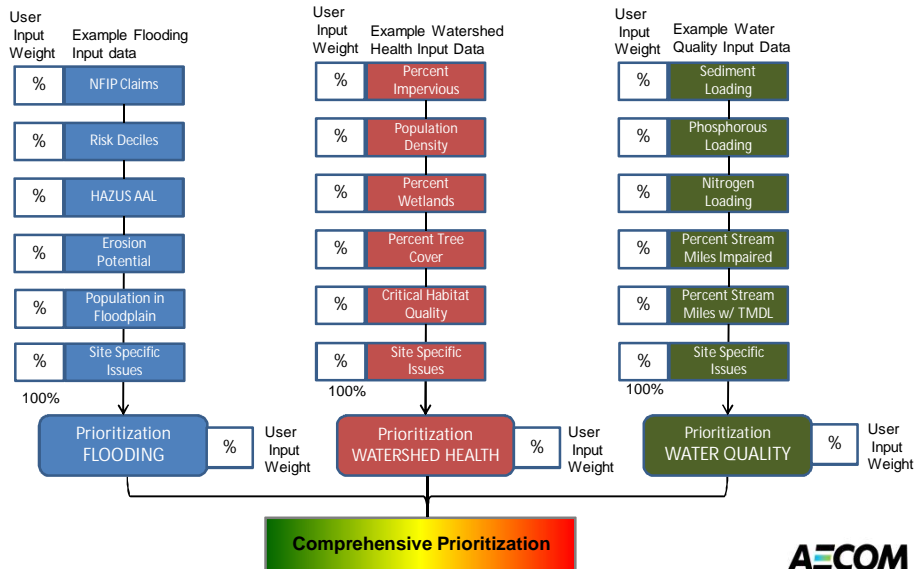 User
Input
Weight
Example Flooding
Input data
%
NFIP Claims
%
Risk Deciles
%
HAZUS AAL
%
Erosion
Potential
%
Population in
Floodplain
%
Site Specific
Issues
100%
Prioritization
FLOODING
%
User
Input
Weight
User
Input
Weight
Example Watershed
Health Input Data
%
Percent
Impervious
%
Population
Density
%
Percent
Wetlands
%
Percent Tree
Cover
%
Critical Habitat
Quality
%
Site Specific
Issues
100%
Prioritization
WATERSHED HEALTH
%
User
Input
Weight
User
Input
Weight
Example Water
Quality Input Data
%
Sediment
Loading
%
Phosphorous
Loading
%
Nitrogen
Loading
%
Percent Stream
Miles Impaired
%
Percent Stream
Miles w/ TMDL
%
Site Specific
Issues
100%
Prioritization
WATER QUALITY
%
User
Input
Weight
Comprehensive Prioritization
AECOM